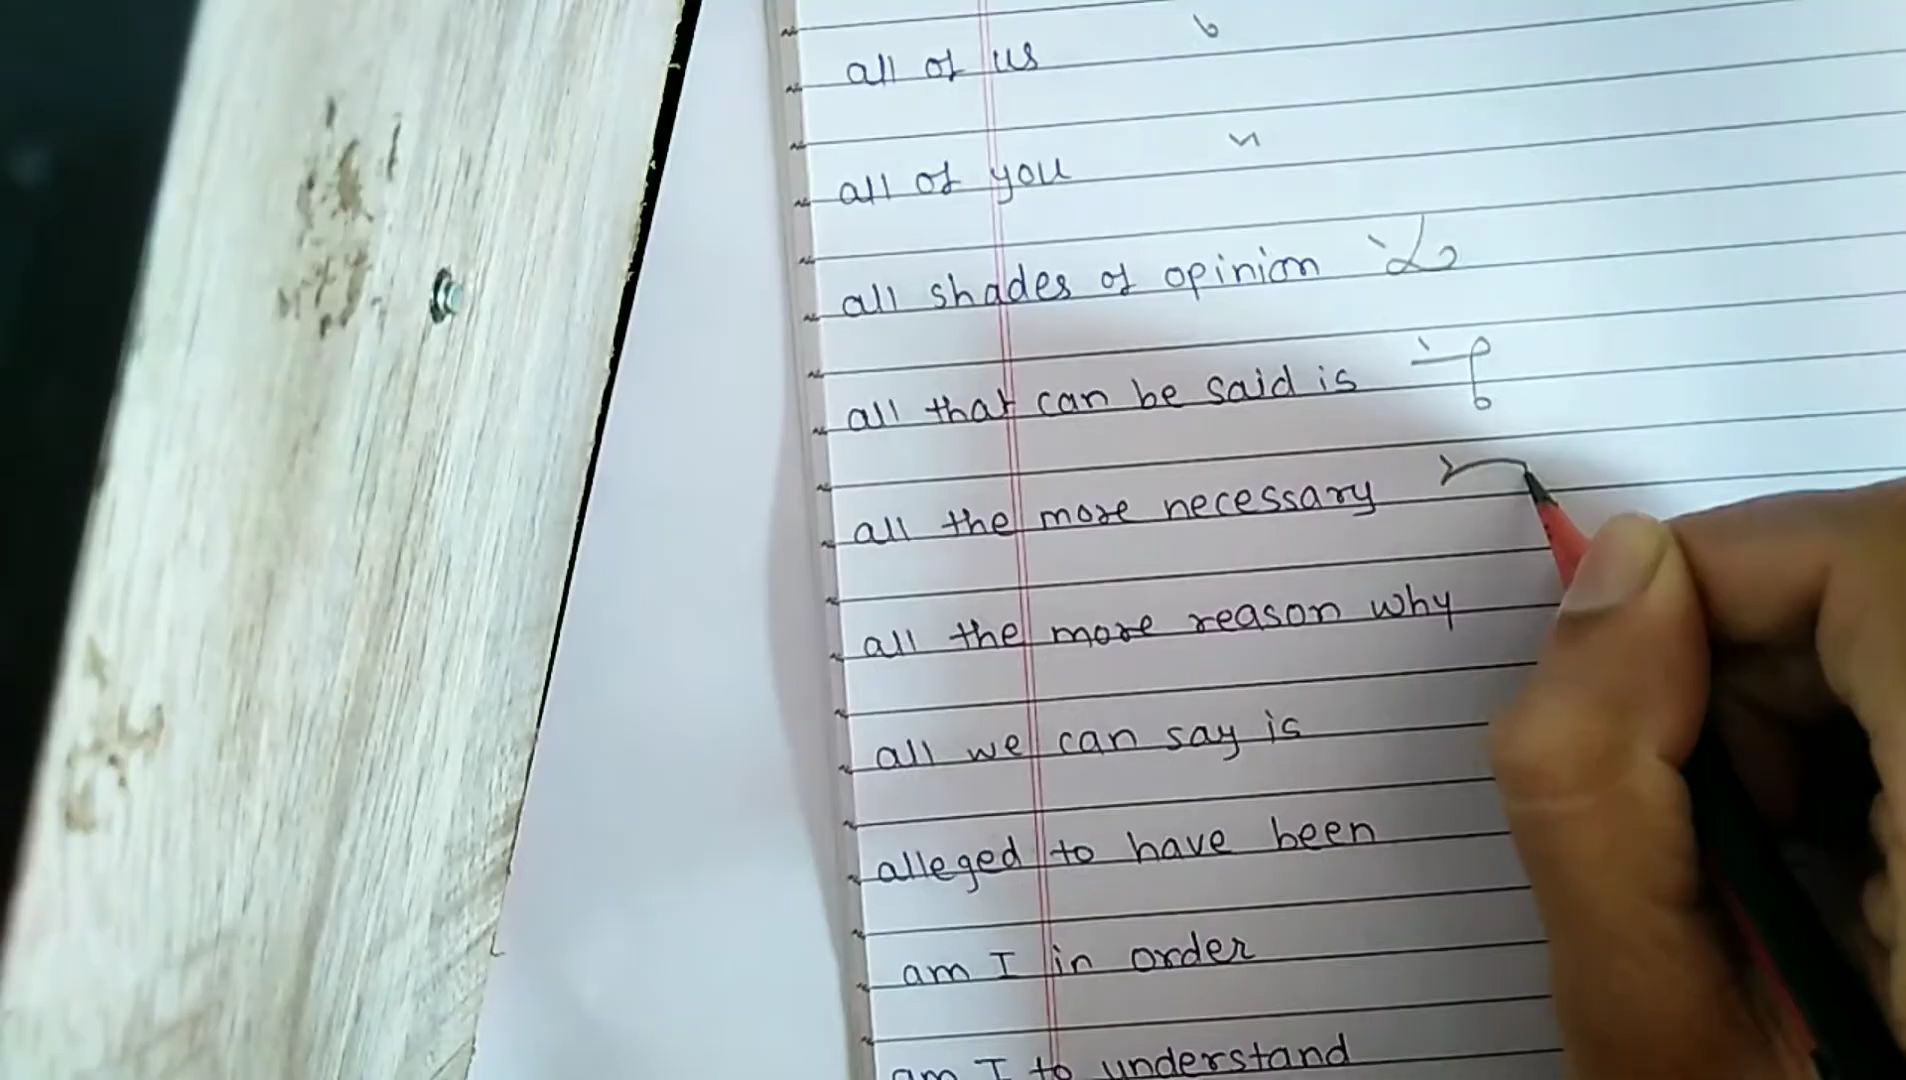 all of us
all of you
all shades of opinion
all that can be said is
all the more necessary
all the more reason why
all we can say is
alleged to have been
am I in order
am I to understand